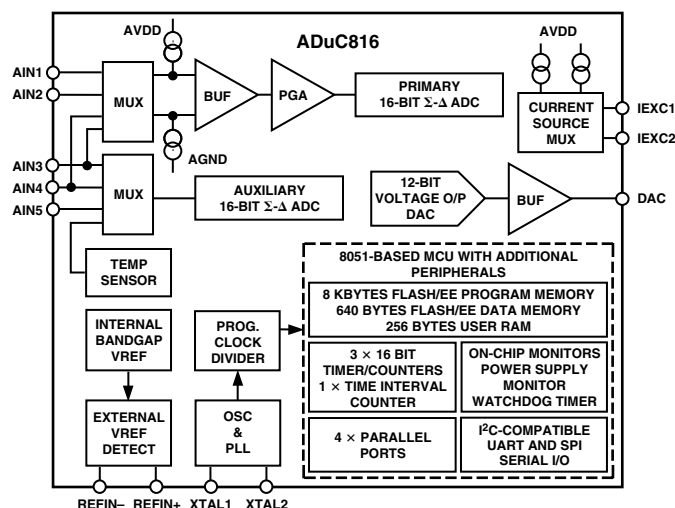 ADuC816
AVDD
AVDD
AIN1
AIN2
MUX
BUF
PGA
PRIMARY
16-BIT Σ-Δ ADC
CURRENT
SOURCE
MUX
IEXC1
IEXC2
AGND
AIN3
AIN4
AIN5
MUX
AUXILIARY
16-BIT Σ-Δ ADC
12-BIT
VOLTAGE O/P
DAC
BUF
DAC
TEMP
SENSOR
8051-BASED MCU WITH ADDITIONAL
PERIPHERALS
8 KBYTES FLASH/EE PROGRAM MEMORY
640 BYTES FLASH/EE DATA MEMORY
256 BYTES USER RAM
INTERNAL
BANDGAP
VREF
PROG.
CLOCK
DIVIDER
3 × 16 BIT
TIMER/COUNTERS
1 × TIME INTERVAL
COUNTER
ON-CHIP MONITORS
POWER SUPPLY
MONITOR
WATCHDOG TIMER
EXTERNAL
VREF
DETECT
OSC
&
PLL
4 × PARALLEL
PORTS
I²C-COMPATIBLE
UART AND SPI
SERIAL I/O
REFIN–
REFIN+
XTAL1
XTAL2